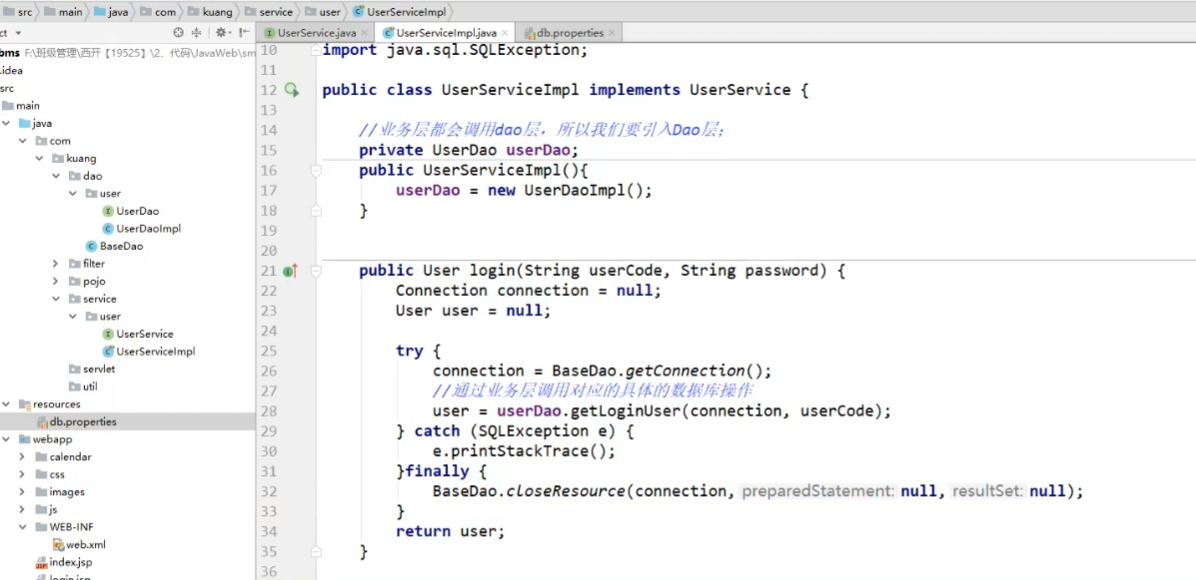 src main java com kuang service user UserServiceImpl
ct
UserService.java UserServiceImpl.java db.properties
bms F:\班级管理\西开【19525】\2、代码\JavaWeb\sm
.idea
src
main
java
com
kuang
dao
user
UserDao
UserDaoImpl
BaseDao
filter
pojo
service
user
UserService
UserServiceImpl
servlet
util
resources
db.properties
webapp
calendar
css
images
js
WEB-INF
web.xml
index.jsp
login.jsp
10 import java.sql.SQLException;
11
12 public class UserServiceImpl implements UserService {
13
14 //业务层都会调用dao层，所以我们要引入Dao层;
15 private UserDao userDao;
16 public UserServiceImpl(){
17 userDao = new UserDaoImpl();
18 }
19
20
21 public User login(String userCode, String password) {
22 Connection connection = null;
23 User user = null;
24
25 try {
26 connection = BaseDao.getConnection();
27 //通过业务层调用对应的具体的数据库操作
28 user = userDao.getLoginUser(connection, userCode);
29 } catch (SQLException e) {
30 e.printStackTrace();
31 }finally {
32 BaseDao.closeResource(connection, preparedStatement: null, resultSet: null);
33 }
34 return user;
35 }
36